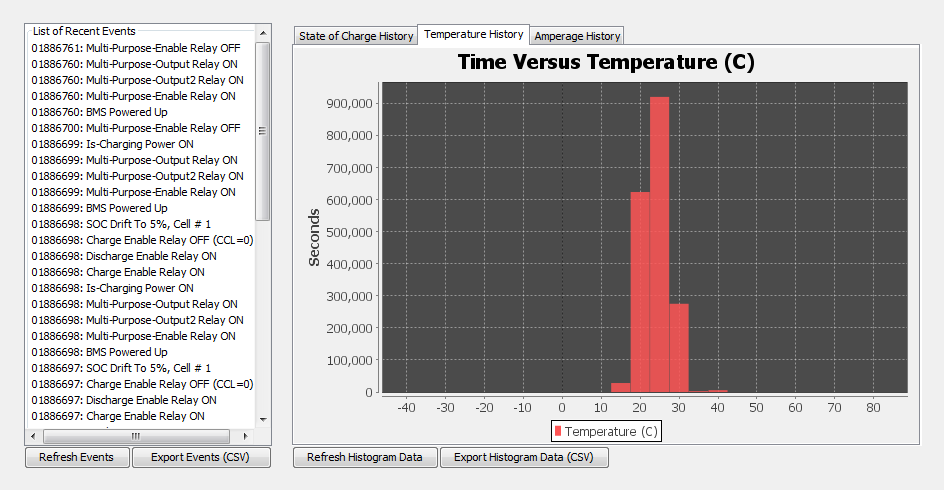 List of Recent Events
01886761: Multi-Purpose-Enable Relay OFF
01886760: Multi-Purpose-Output Relay ON
01886760: Multi-Purpose-Output2 Relay ON
01886760: Multi-Purpose-Enable Relay ON
01886760: BMS Powered Up
01886700: Multi-Purpose-Enable Relay OFF
01886699: Is-Charging Power ON
01886699: Multi-Purpose-Output Relay ON
01886699: Multi-Purpose-Output2 Relay ON
01886699: Multi-Purpose-Enable Relay ON
01886699: BMS Powered Up
01886698: SOC Drift To 5%, Cell # 1
01886698: Charge Enable Relay OFF (CCL=0)
01886698: Discharge Enable Relay ON
01886698: Charge Enable Relay ON
01886698: Is-Charging Power ON
01886698: Multi-Purpose-Output Relay ON
01886698: Multi-Purpose-Output2 Relay ON
01886698: Multi-Purpose-Enable Relay ON
01886698: BMS Powered Up
01886697: SOC Drift To 5%, Cell # 1
01886697: Charge Enable Relay OFF (CCL=0)
01886697: Discharge Enable Relay ON
01886697: Charge Enable Relay ON
Refresh Events Export Events (CSV)
State of Charge History Temperature History Amperage History
Time Versus Temperature (C)
Seconds
900,000
800,000
700,000
600,000
500,000
400,000
300,000
200,000
100,000
0
-40 -30 -20 -10 0 10 20 30 40 50 60 70 80
Temperature (C)
Refresh Histogram Data Export Histogram Data (CSV)